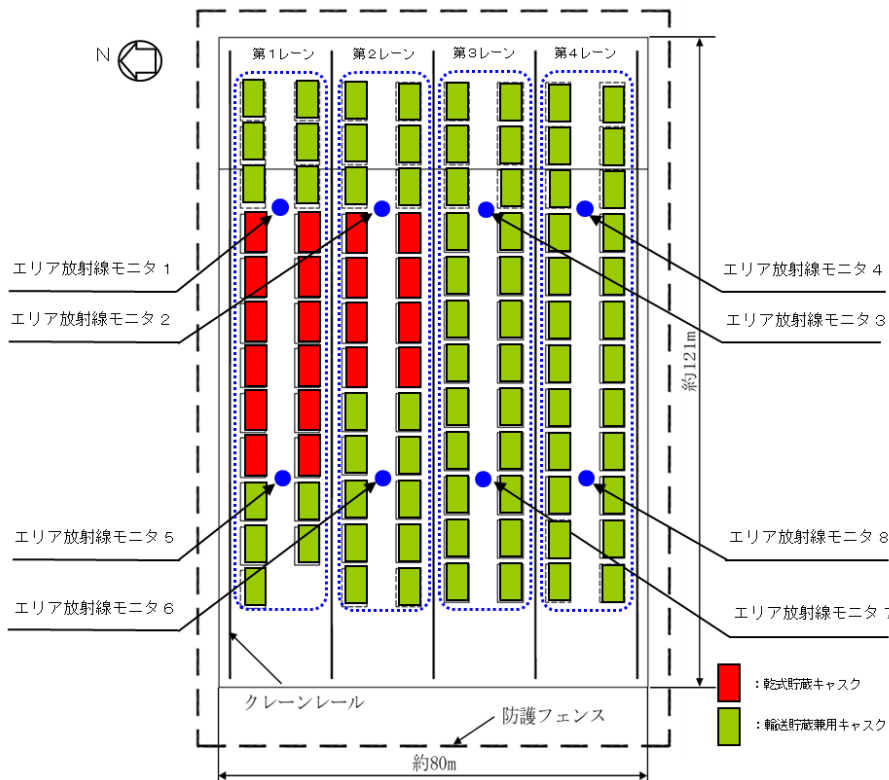 N
第1レーン
第2レーン
第3レーン
第4レーン
エリア放射線モニタ1
エリア放射線モニタ2
エリア放射線モニタ4
エリア放射線モニタ3
約121m
エリア放射線モニタ5
エリア放射線モニタ6
エリア放射線モニタ8
エリア放射線モニタ7
クレーンレール
防護フェンス
約80m
：乾式貯蔵キャスク
：輸送貯蔵兼用キャスク